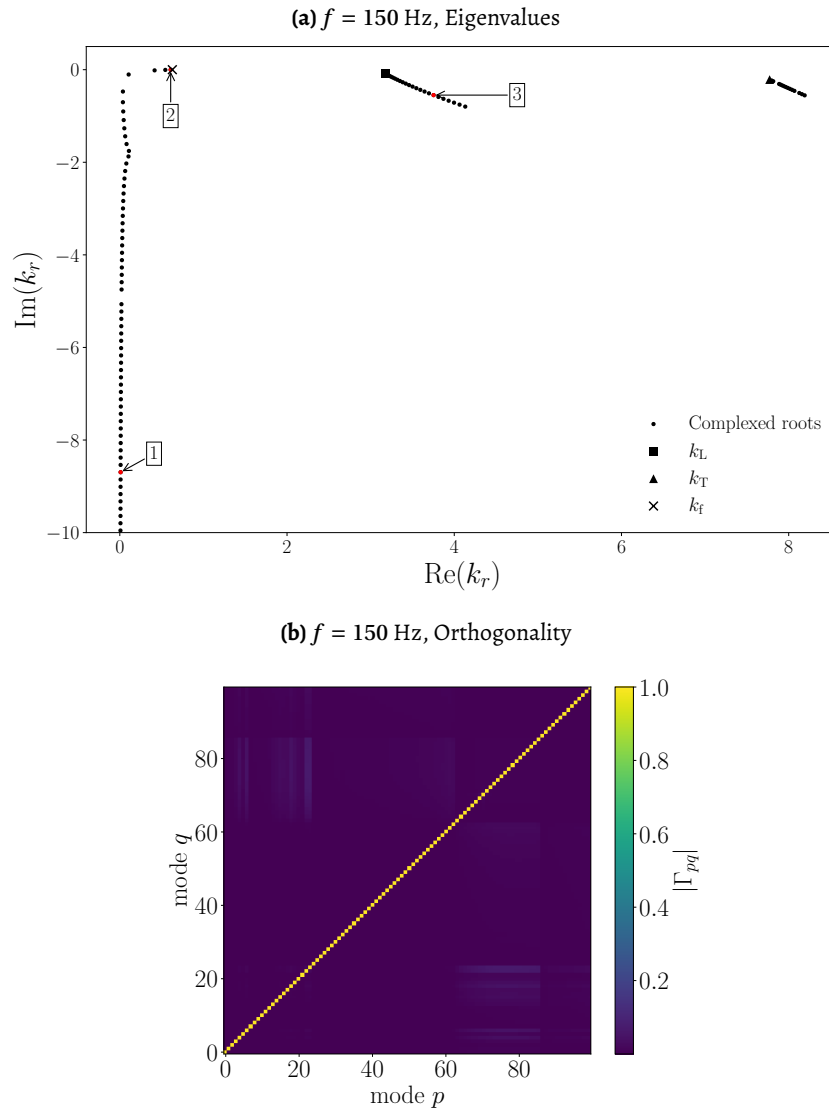 (a) f = 150 Hz, Eigenvalues
0
−2
−4
−6
−8
−10
Im(k_r)
2
3
1
Complexed roots
k_L
k_T
k_f
0 2 4 6 8
Re(k_r)
(b) f = 150 Hz, Orthogonality
80
60
40
20
0
mode q
0 20 40 60 80
mode p
1.0
0.8
0.6
0.4
0.2
|Γ_pq|